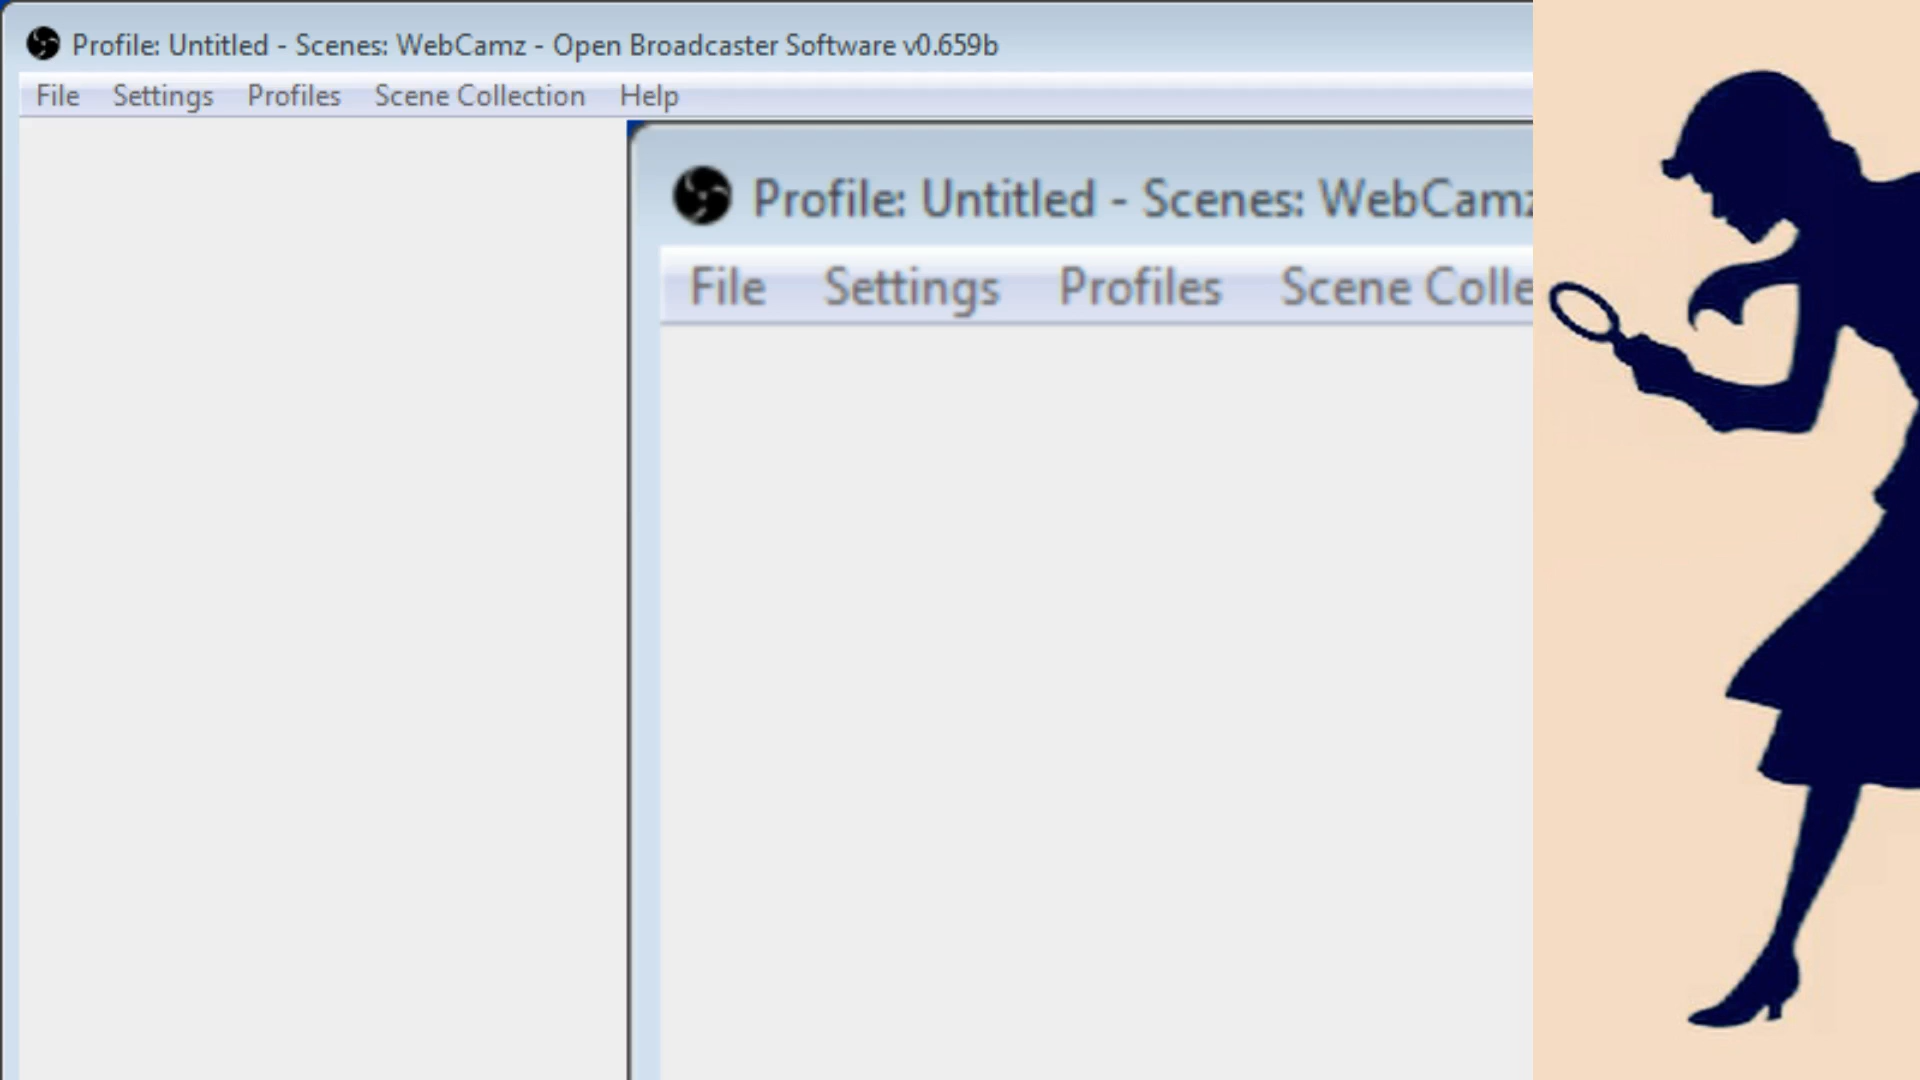 Profile: Untitled - Scenes: WebCamz - Open Broadcaster Software v0.659b
File Settings Profiles Scene Collection Help
Profile: Untitled - Scenes: WebCamz
File Settings Profiles Scene Colle